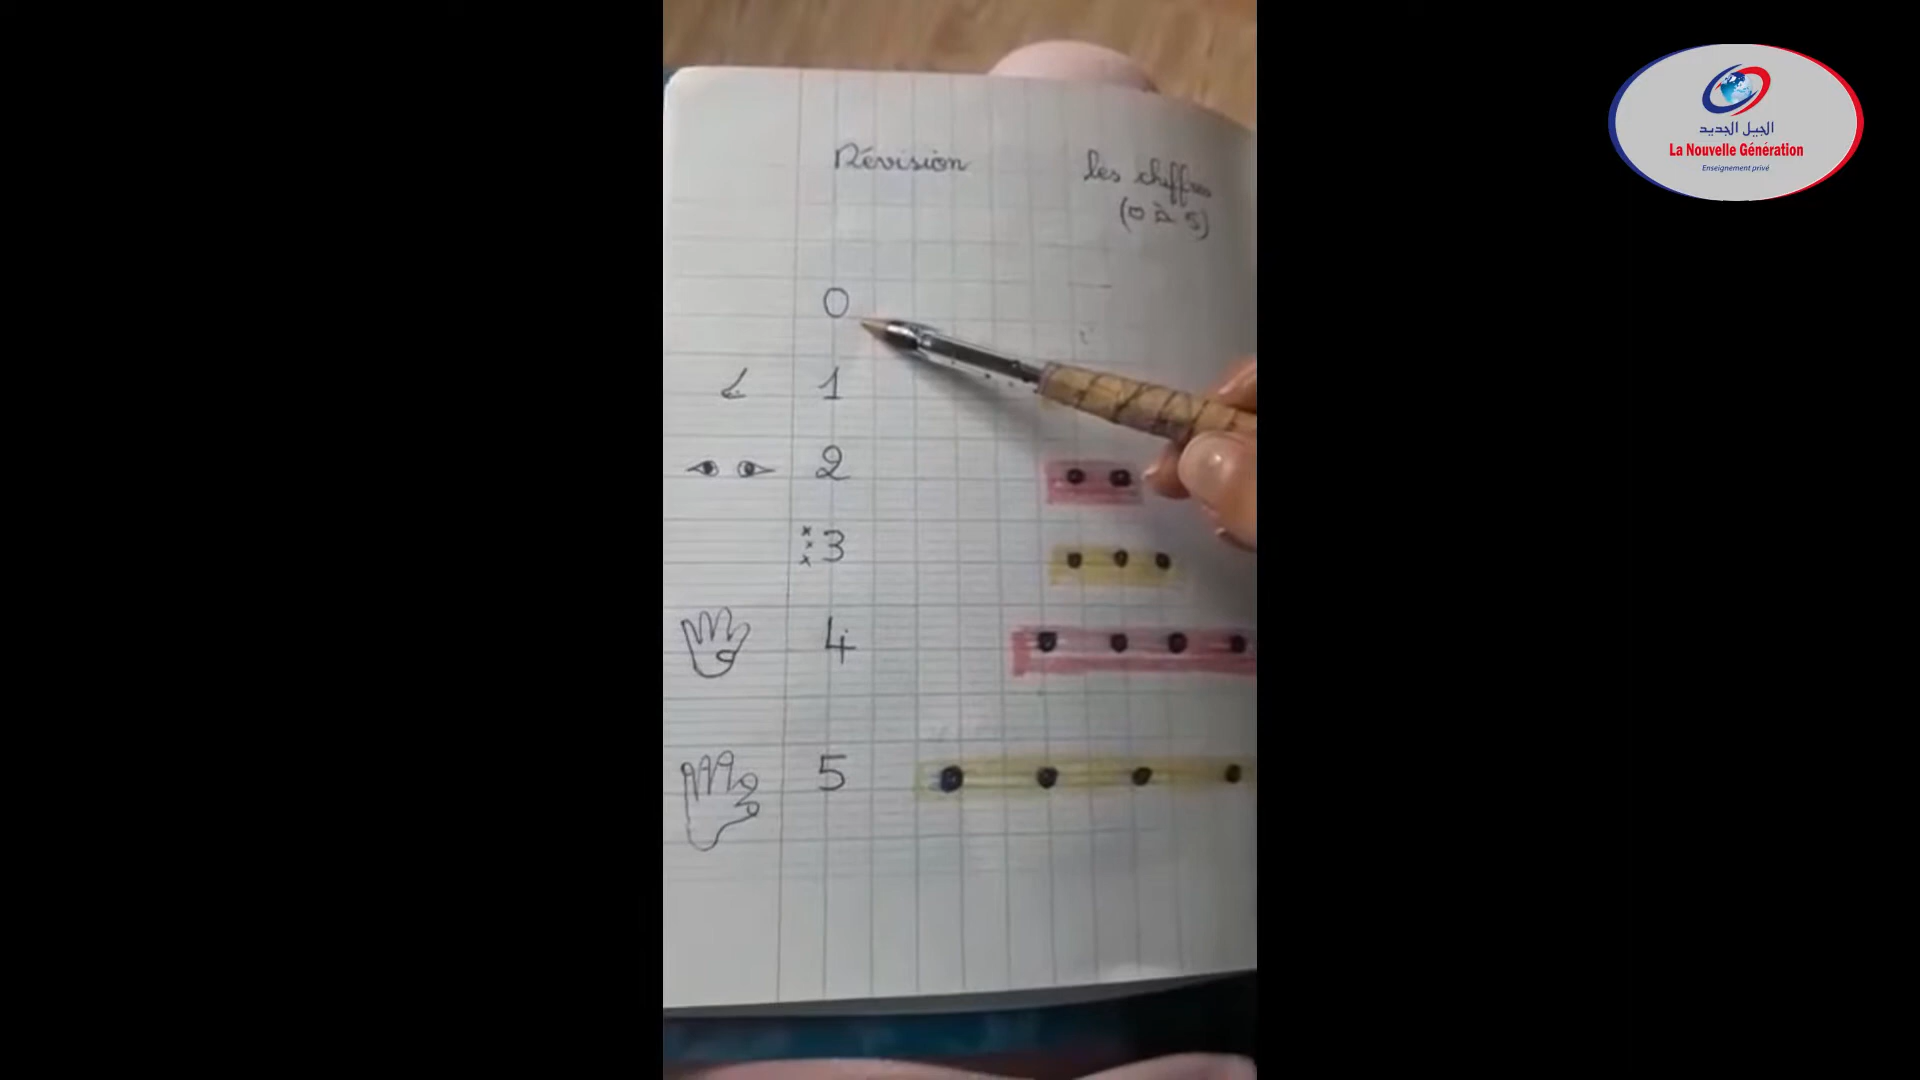 Révision
les chiffres
(0 à 5)
0
1
2
3
4
5
الجيل الجديد
La Nouvelle Génération
Enseignement privé